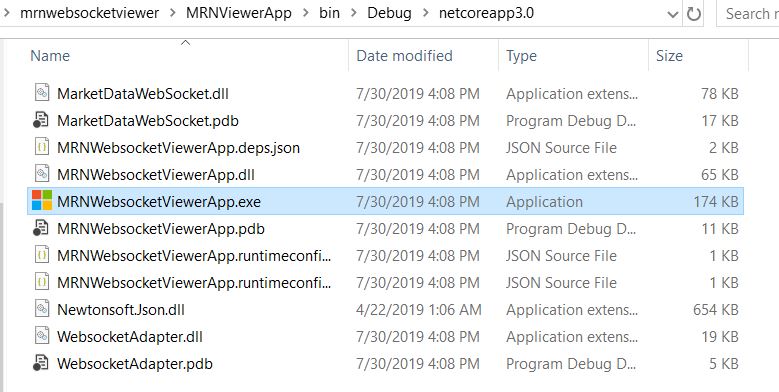 mrnwebsocketviewer > MRNViewerApp > bin > Debug > netcoreapp3.0 Search n
Name Date modified Type Size
MarketDataWebSocket.dll 7/30/2019 4:08 PM Application extens... 78 KB
MarketDataWebSocket.pdb 7/30/2019 4:08 PM Program Debug D... 17 KB
MRNWebsocketViewerApp.deps.json 7/30/2019 4:08 PM JSON Source File 2 KB
MRNWebsocketViewerApp.dll 7/30/2019 4:08 PM Application extens... 65 KB
MRNWebsocketViewerApp.exe 7/30/2019 4:08 PM Application 174 KB
MRNWebsocketViewerApp.pdb 7/30/2019 4:08 PM Program Debug D... 11 KB
MRNWebsocketViewerApp.runtimeconfi... 7/30/2019 4:08 PM JSON Source File 1 KB
MRNWebsocketViewerApp.runtimeconfi... 7/30/2019 4:08 PM JSON Source File 1 KB
Newtonsoft.Json.dll 4/22/2019 1:06 AM Application extens... 654 KB
WebsocketAdapter.dll 7/30/2019 4:08 PM Application extens... 19 KB
WebsocketAdapter.pdb 7/30/2019 4:08 PM Program Debug D... 5 KB